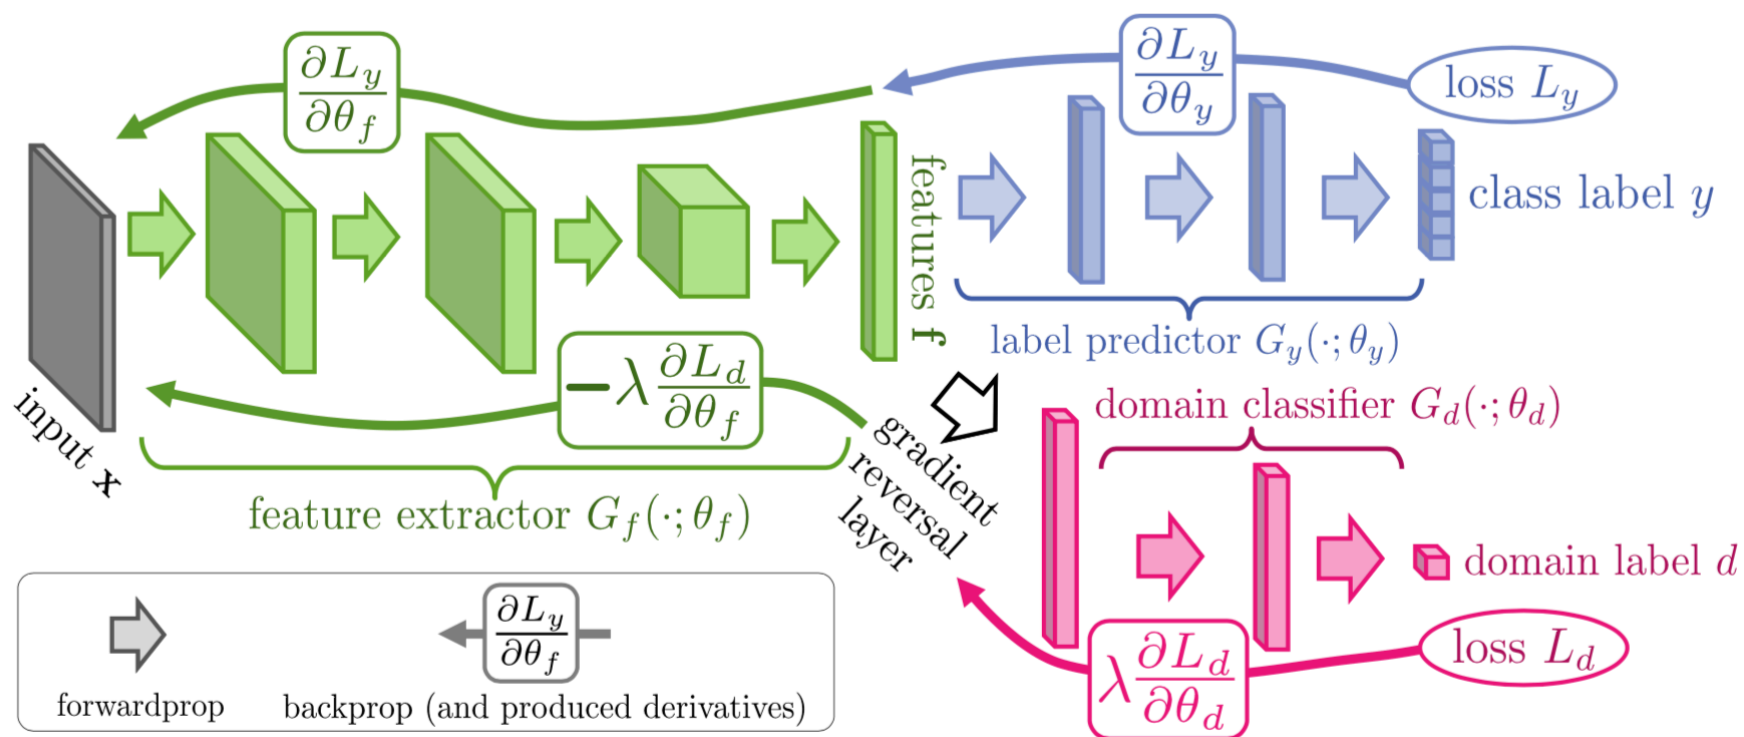 ∂L_y/∂θ_f
∂L_y/∂θ_y
loss L_y
features f
class label y
label predictor G_y(·; θ_y)
input x
−λ ∂L_d/∂θ_f
gradient
reversal
layer
feature extractor G_f(·; θ_f)
domain classifier G_d(·; θ_d)
domain label d
loss L_d
λ ∂L_d/∂θ_d
∂L_y/∂θ_f
forwardprop
backprop (and produced derivatives)